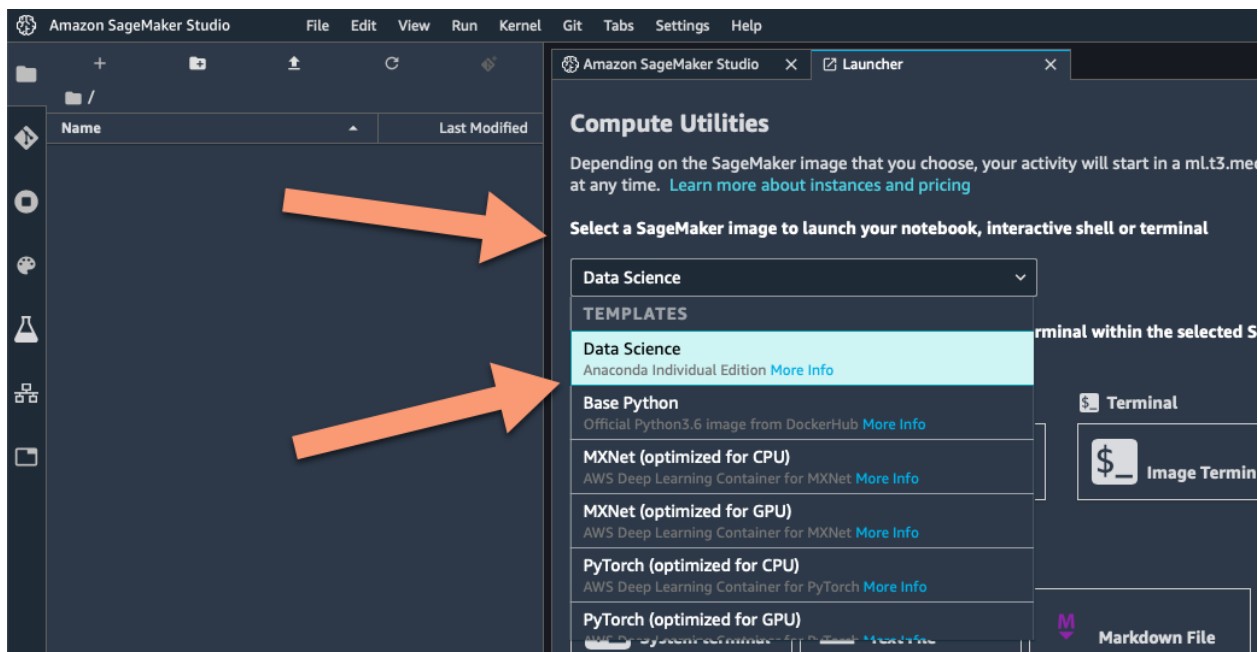 Amazon SageMaker Studio File Edit View Run Kernel Git Tabs Settings Help
Amazon SageMaker Studio Launcher
/
Name Last Modified
Compute Utilities
Depending on the SageMaker image that you choose, your activity will start in a
at any time. Learn more about instances and pricing
Select a SageMaker image to launch your notebook, interactive shell or terminal
Data Science
TEMPLATES
Data Science
Anaconda Individual Edition More Info
within the selected
Base Python
Official Python3.6 image from DockerHub More Info
$_ Terminal
MXNet (optimized for CPU)
AWS Deep Learning Container for MXNet More Info
$_ Image
MXNet (optimized for GPU)
AWS Deep Learning Container for MXNet More Info
PyTorch (optimized for CPU)
AWS Deep Learning Container for PyTorch More Info
PyTorch (optimized for GPU)
M Markdown File